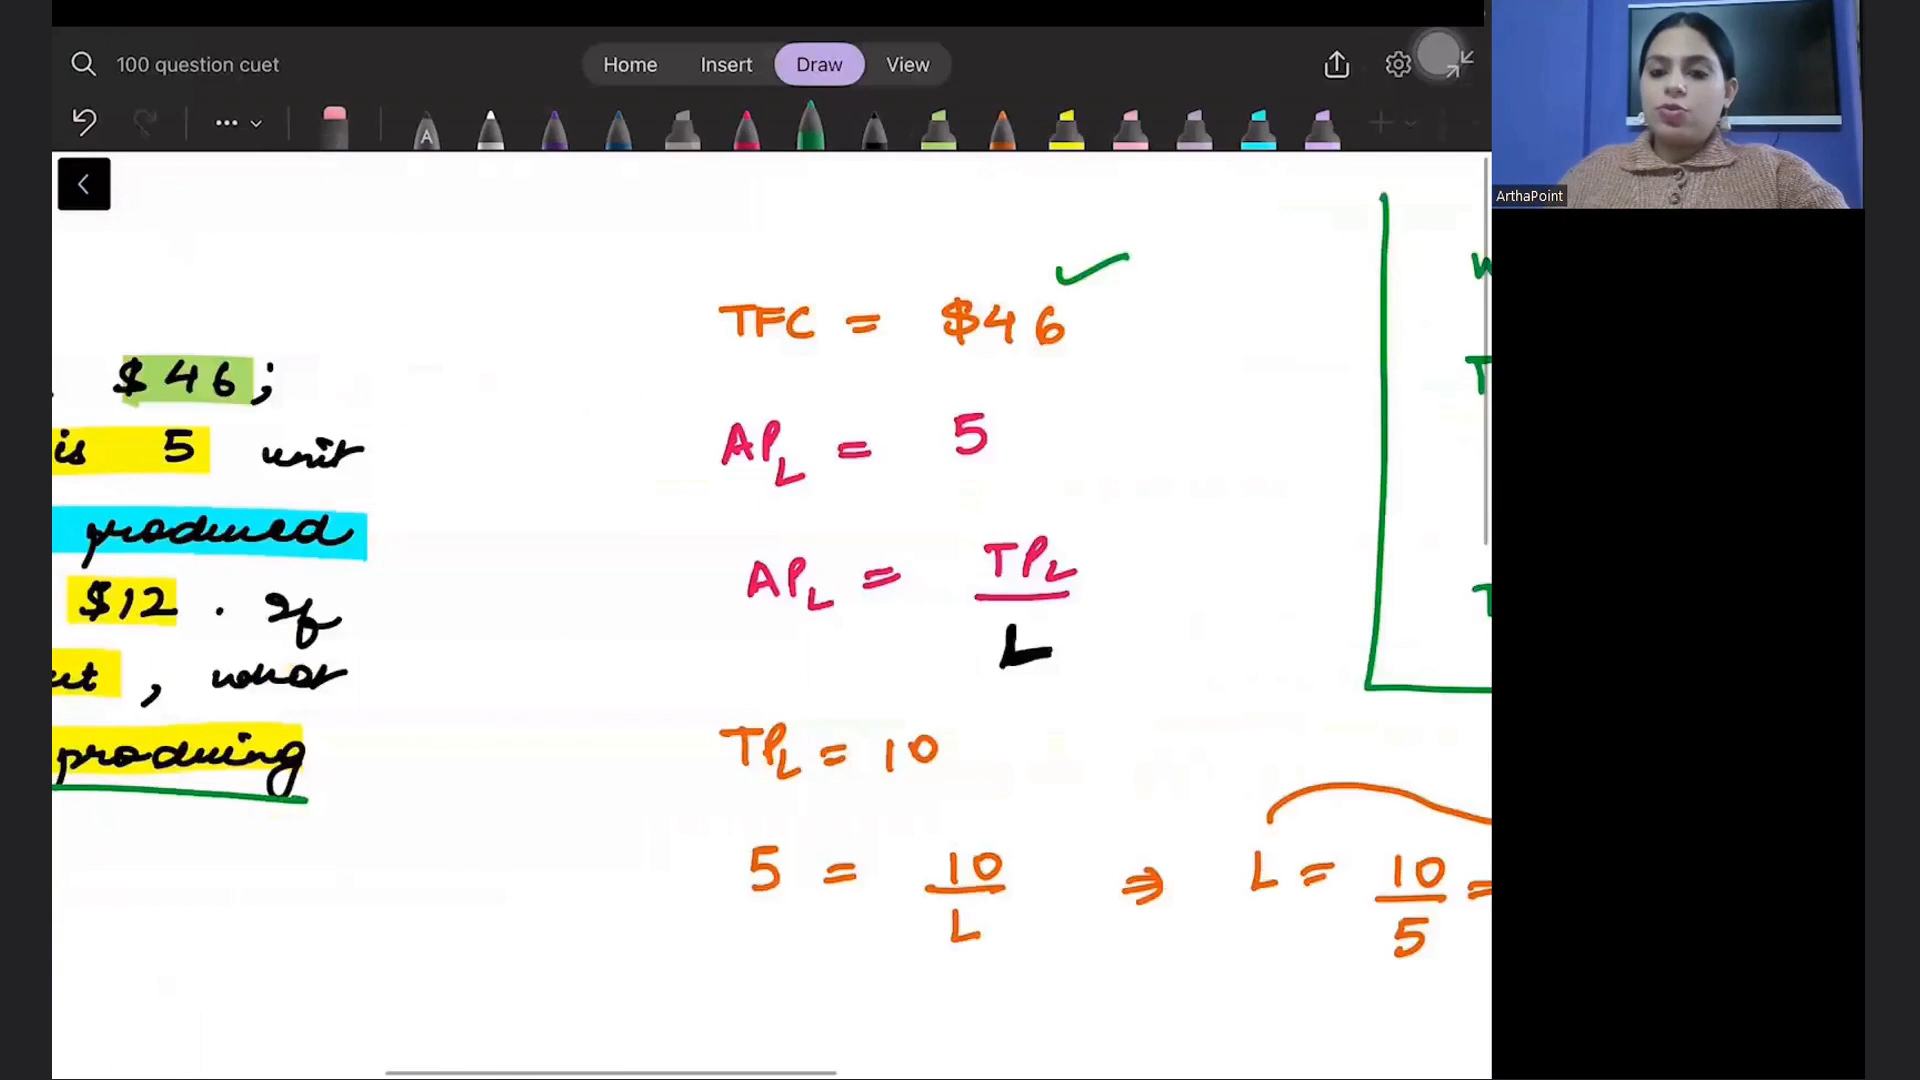 100 question cuet
Home Insert Draw View
A
ArthaPoint
$46;
is 5 unit
produced
$12. If
ut, what
producing
TFC = $46 ✓
APL = 5
APL = TPL / L
TPL = 10
5 = 10 / L ⇒ L = 10 / 5 =
W
T
T